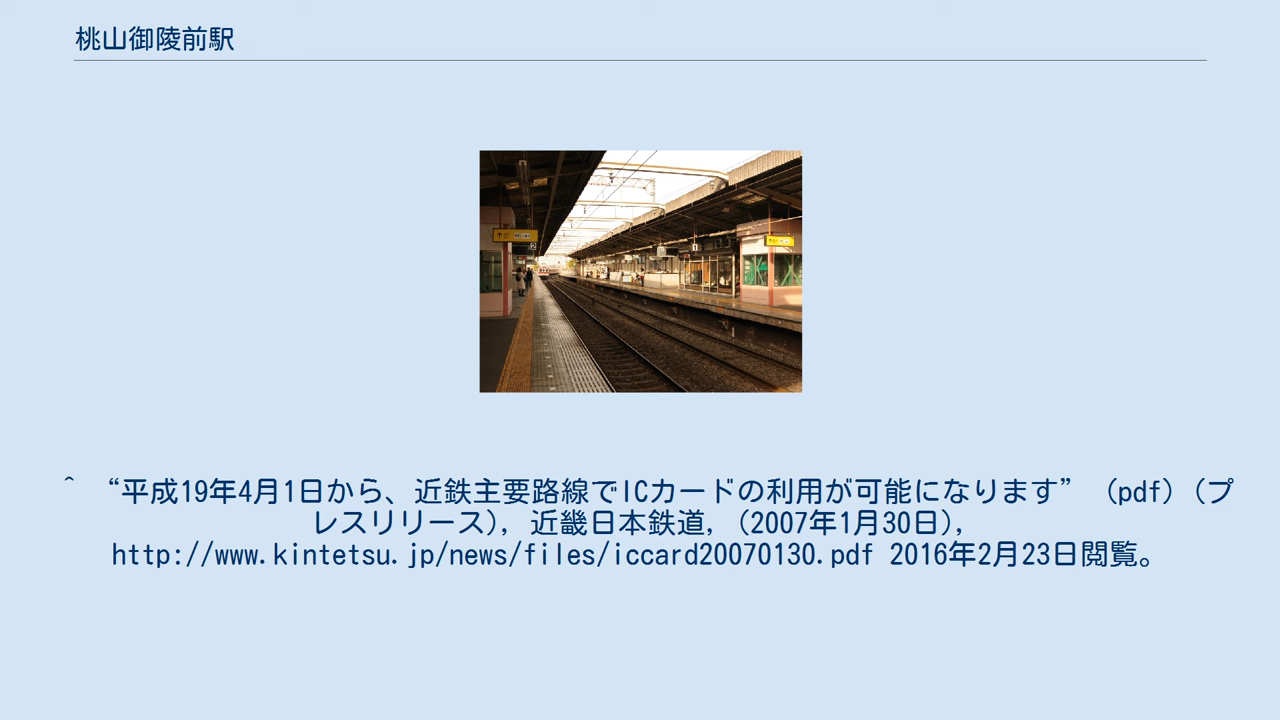 桃山御陵前駅
^ “平成19年4月1日から、近鉄主要路線でICカードの利用が可能になります” (pdf) (プ
レスリリース), 近畿日本鉄道, (2007年1月30日),
http://www.kintetsu.jp/news/files/iccard20070130.pdf 2016年2月23日閲覧。